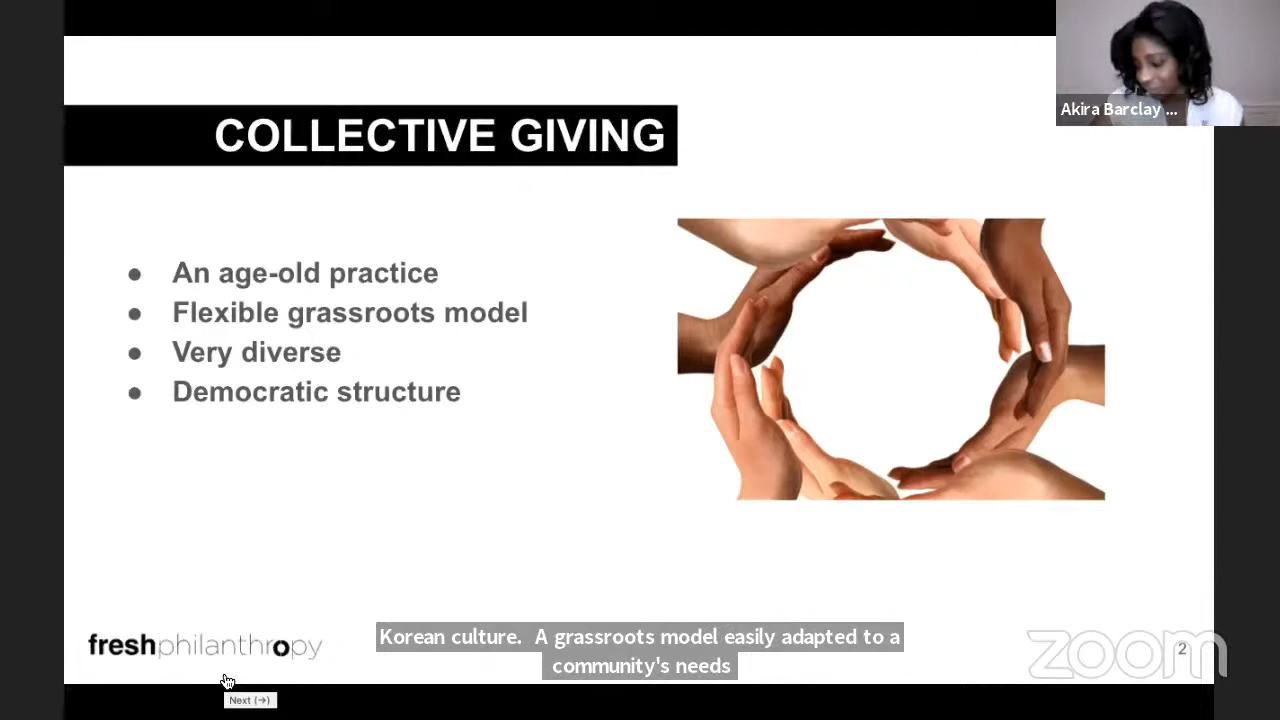 Akira Barclay ...
COLLECTIVE GIVING
● An age-old practice
● Flexible grassroots model
● Very diverse
● Democratic structure
freshphilanthropy
Korean culture. A grassroots model easily adapted to a
community's needs
zoom
2
Next (→)